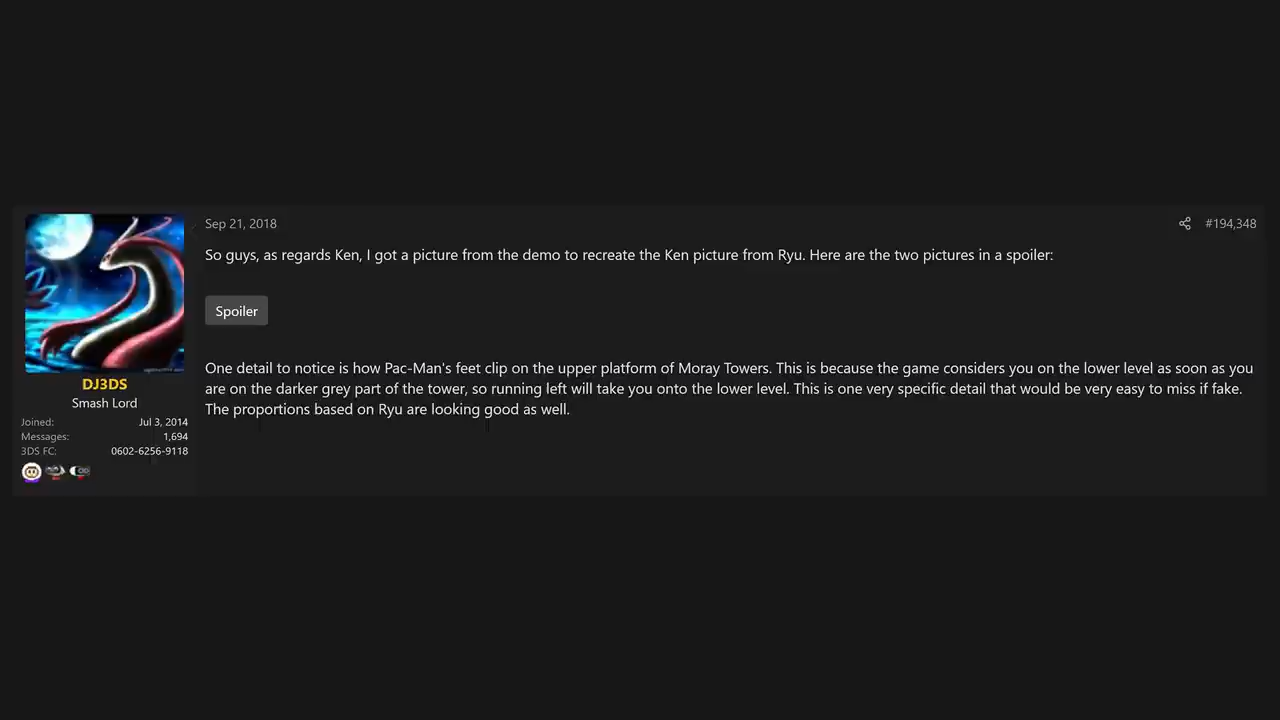 Sep 21, 2018
#194,348
So guys, as regards Ken, I got a picture from the demo to recreate the Ken picture from Ryu. Here are the two pictures in a spoiler:
Spoiler
One detail to notice is how Pac-Man's feet clip on the upper platform of Moray Towers. This is because the game considers you on the lower level as soon as you
are on the darker grey part of the tower, so running left will take you onto the lower level. This is one very specific detail that would be very easy to miss if fake.
The proportions based on Ryu are looking good as well.
DJ3DS
Smash Lord
Joined: Jul 3, 2014
Messages: 1,694
3DS FC: 0602-6256-9118